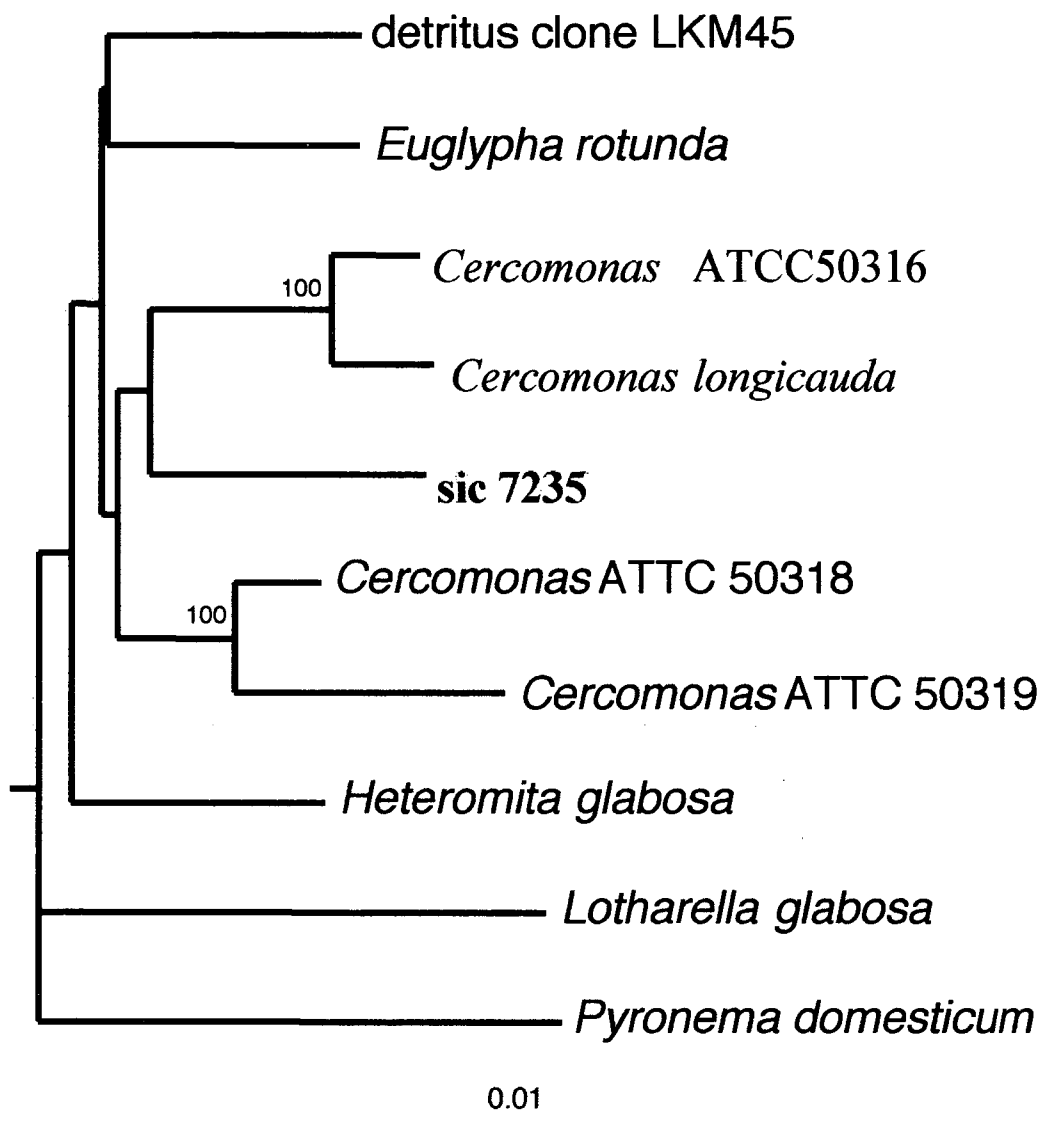 detritus clone LKM45
Euglypha rotunda
100
Cercomonas ATCC50316
Cercomonas longicauda
sic 7235
Cercomonas ATTC 50318
100
Cercomonas ATTC 50319
Heteromita glabosa
Lotharella glabosa
Pyronema domesticum
0.01